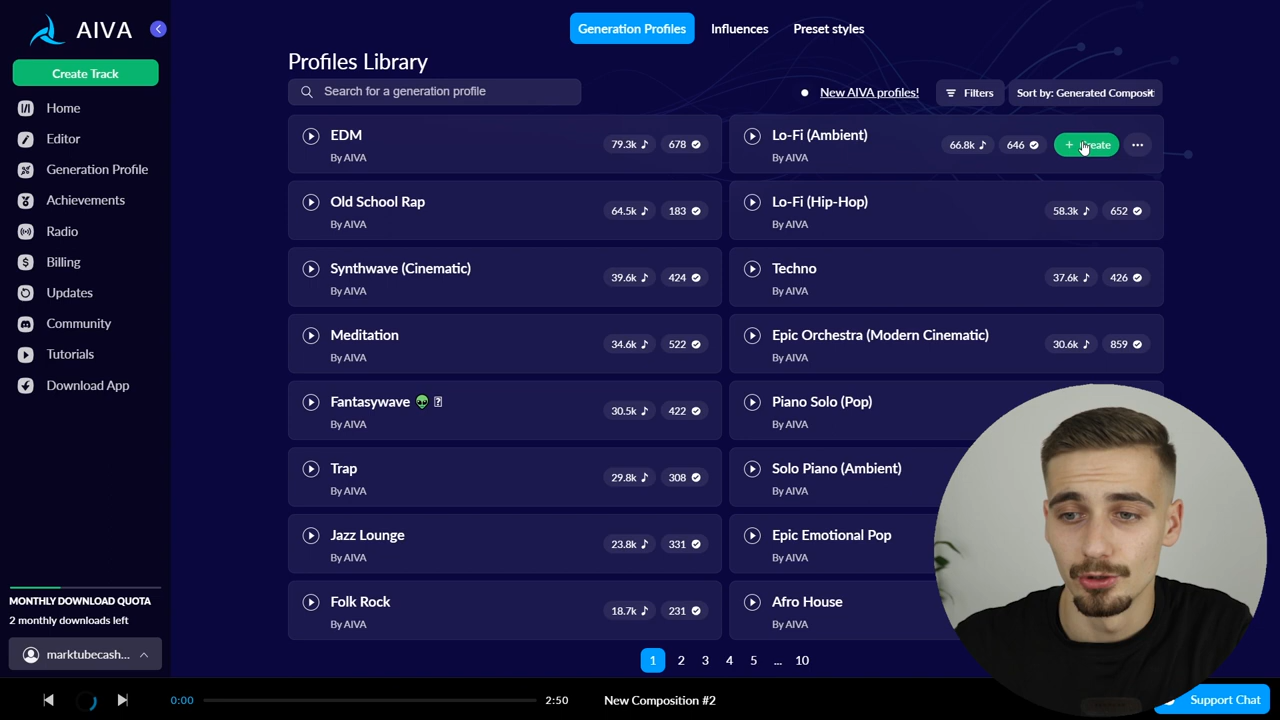 AIVA
Create Track
Home
Editor
Generation Profile
Achievements
Radio
Billing
Updates
Community
Tutorials
Download App
MONTHLY DOWNLOAD QUOTA
2 monthly downloads left
marktubecash...
Generation Profiles
Influences
Preset styles
Profiles Library
Search for a generation profile
New AIVA profiles!
Filters
Sort by: Generated Composit
EDM
By AIVA
79.3k
678
Lo-Fi (Ambient)
By AIVA
66.8k
646
+ Create
Old School Rap
By AIVA
64.5k
183
Lo-Fi (Hip-Hop)
By AIVA
58.3k
652
Synthwave (Cinematic)
By AIVA
39.6k
424
Techno
By AIVA
37.6k
426
Meditation
By AIVA
34.6k
522
Epic Orchestra (Modern Cinematic)
By AIVA
30.6k
859
Fantasywave 👽
By AIVA
30.5k
422
Piano Solo (Pop)
By AIVA
Trap
By AIVA
29.8k
308
Solo Piano (Ambient)
By AIVA
Jazz Lounge
By AIVA
23.8k
331
Epic Emotional Pop
By AIVA
Folk Rock
By AIVA
18.7k
231
Afro House
By AIVA
1 2 3 4 5 ... 10
0:00
2:50
New Composition #2
Support Chat